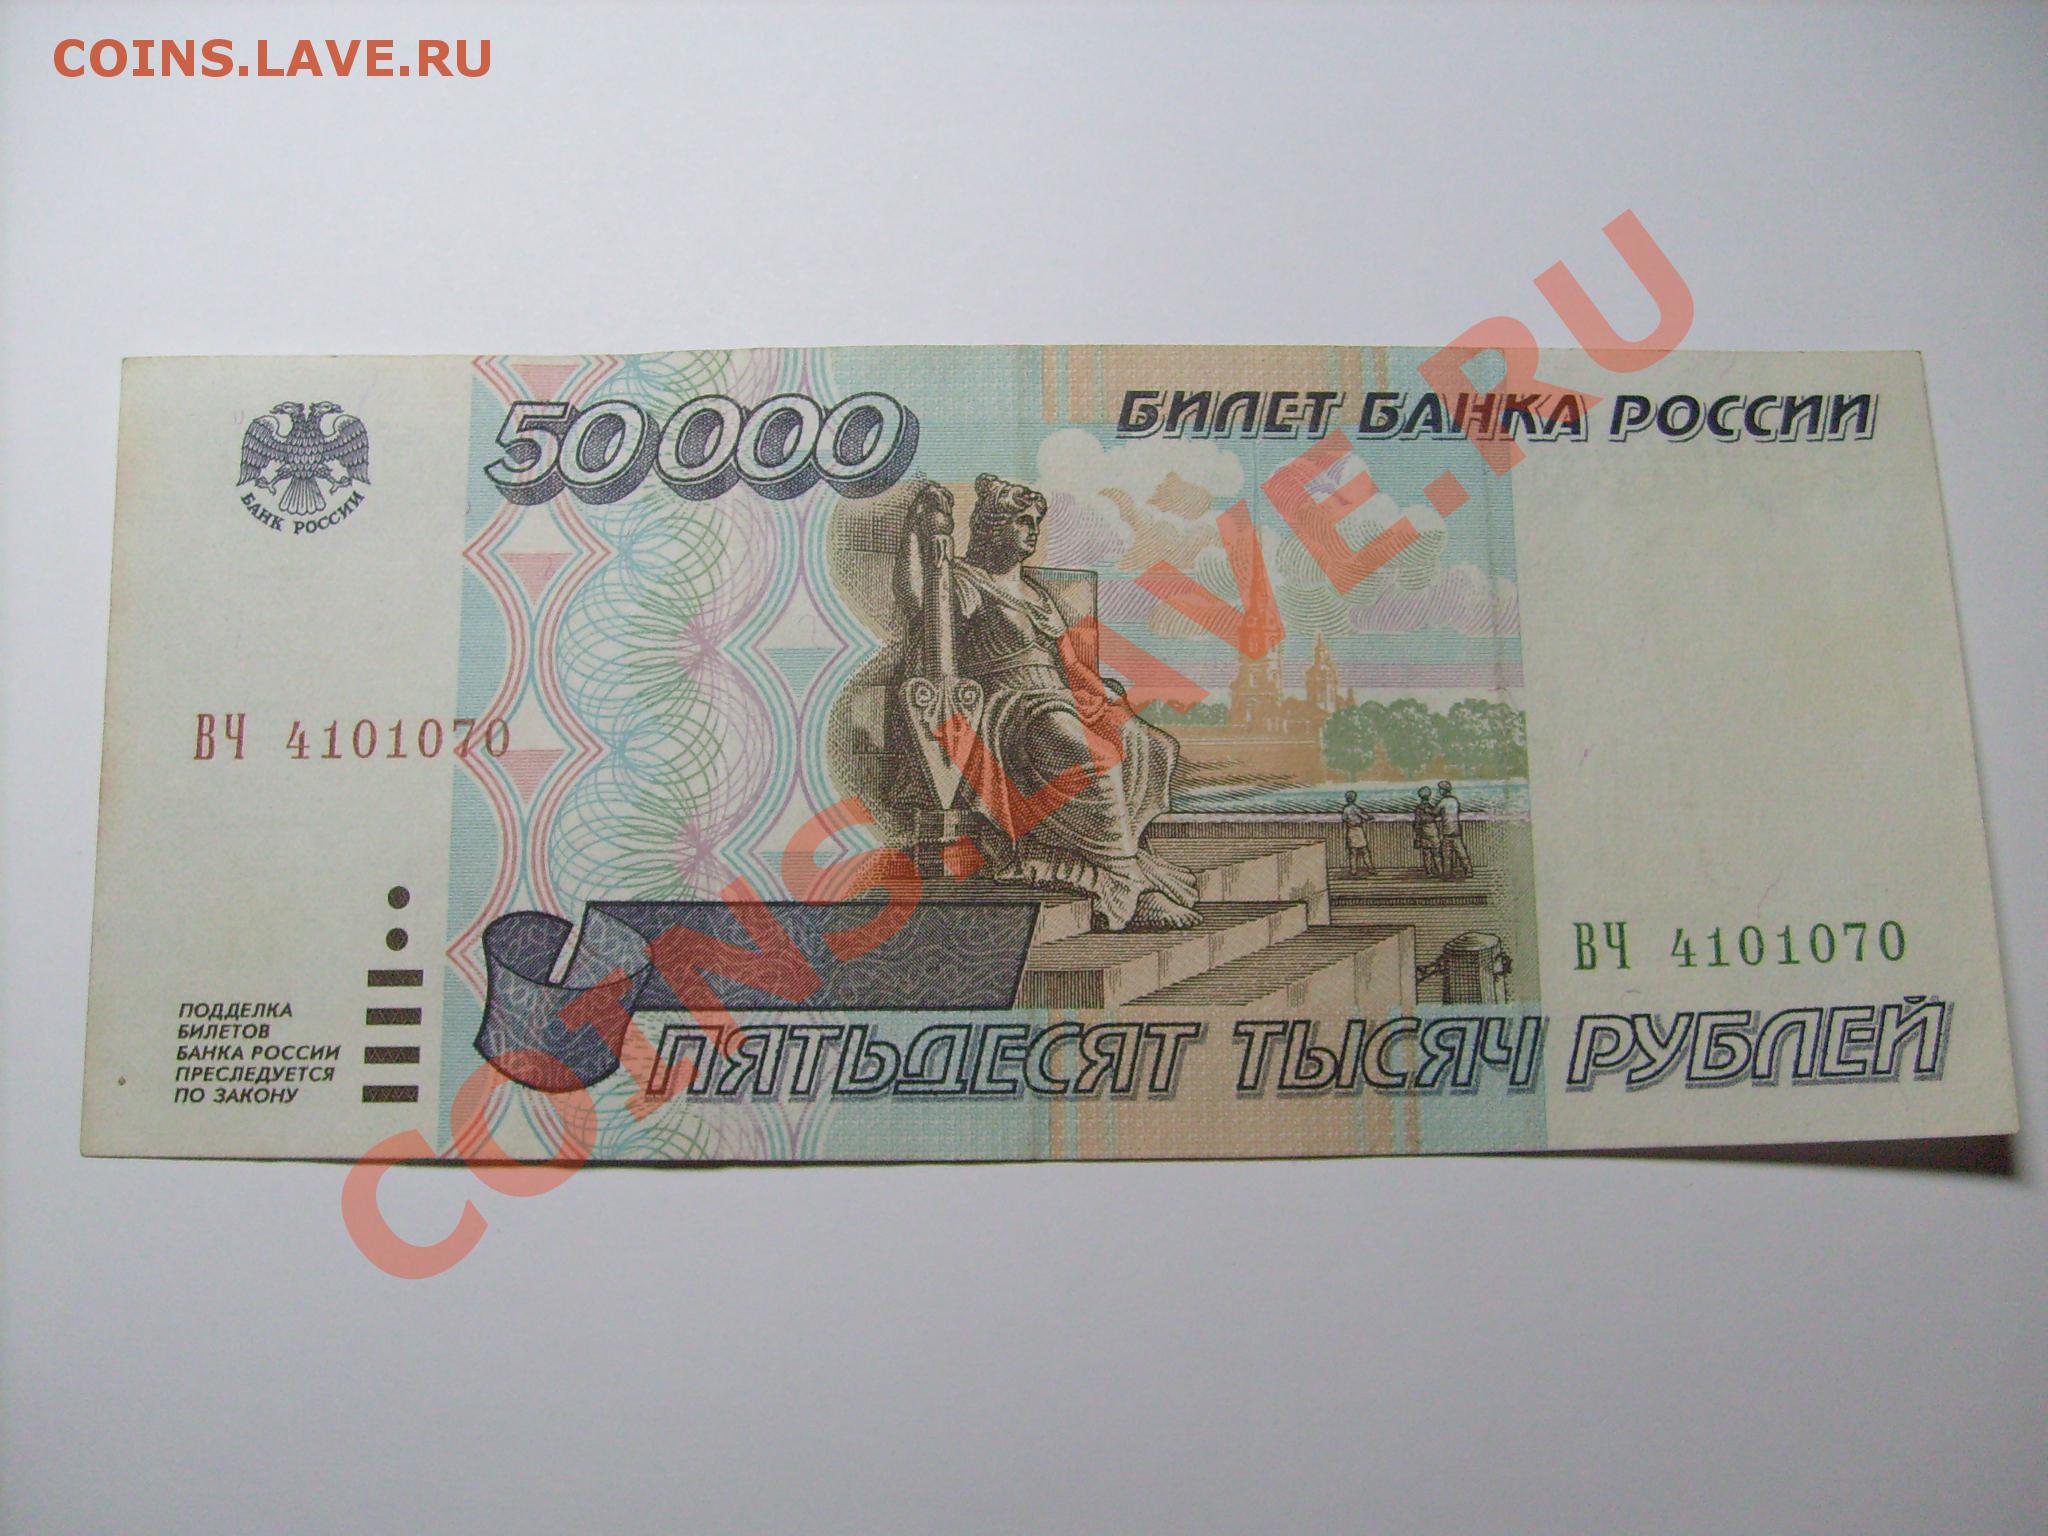 COINS.LAVE.RU
50000
БИЛЕТ БАНКА РОССИИ
БАНК РОССИИ
ВЧ 4101070
ВЧ 4101070
ПОДДЕЛКА
БИЛЕТОВ
БАНКА РОССИИ
ПРЕСЛЕДУЕТСЯ
ПО ЗАКОНУ
ПЯТЬДЕСЯТ ТЫСЯЧ РУБЛЕЙ
COINS.LAVE.RU